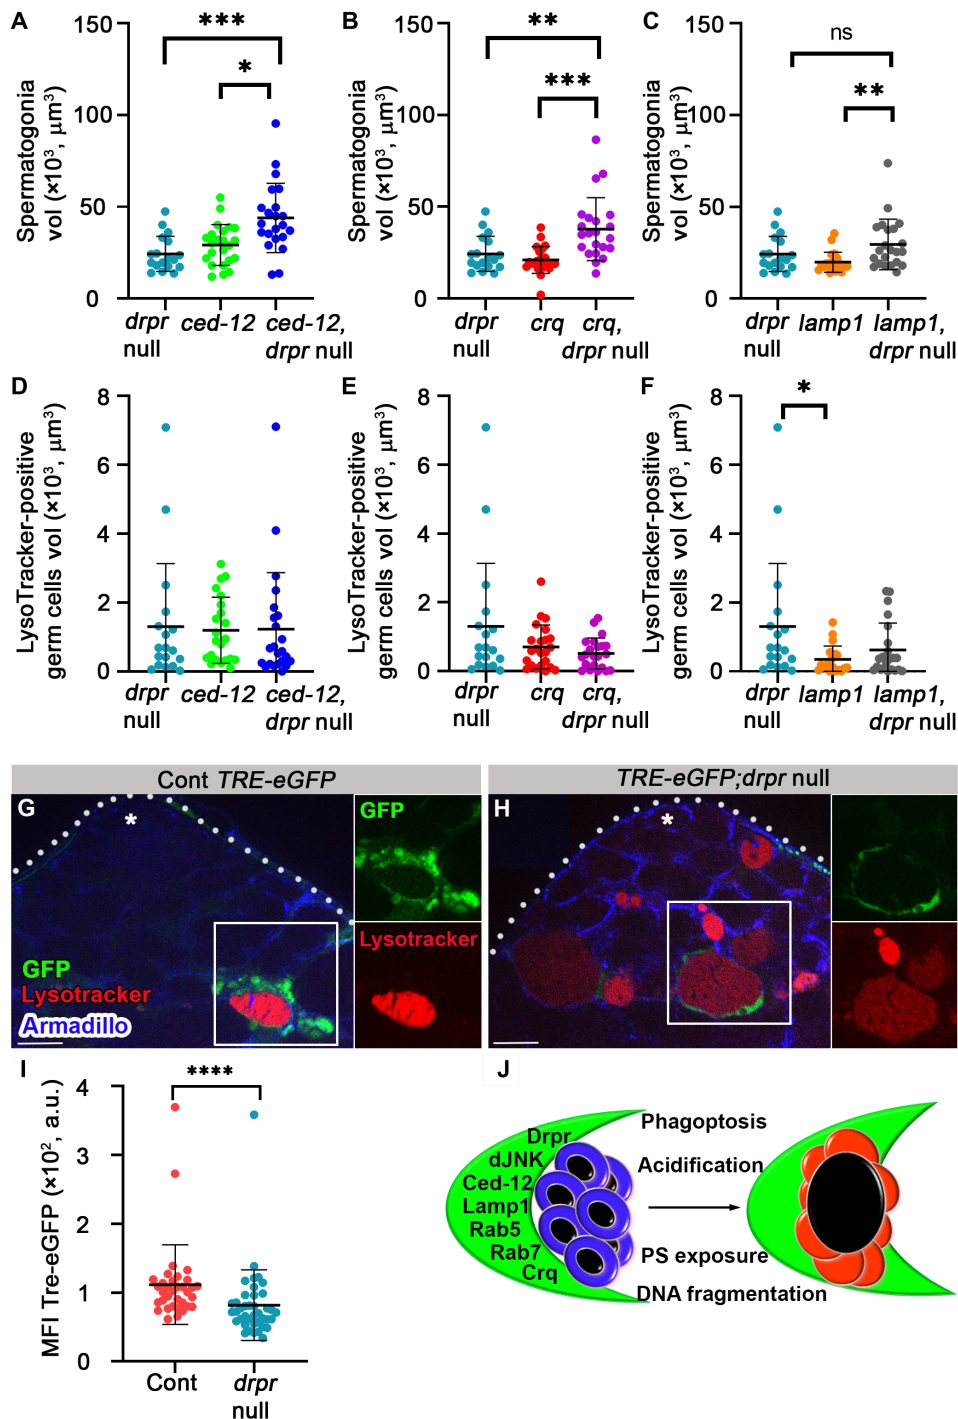 A
Spermatogonia
vol (×10³, μm³)
150
100
50
0
***
*
drpr
null
ced-12
ced-12,
drpr null
B
Spermatogonia
vol (×10³, μm³)
150
100
50
0
**
***
drpr
null
crq
crq,
drpr null
C
Spermatogonia
vol (×10³, μm³)
150
100
50
0
ns
**
drpr
null
lamp1
lamp1,
drpr null
D
LysoTracker-positive
germ cells vol (×10³, μm³)
8
6
4
2
0
drpr
null
ced-12
ced-12,
drpr null
E
LysoTracker-positive
germ cells vol (×10³, μm³)
8
6
4
2
0
drpr
null
crq
crq,
drpr null
F
LysoTracker-positive
germ cells vol (×10³, μm³)
8
6
4
2
0
*
drpr
null
lamp1
lamp1,
drpr null
Cont TRE-eGFP
G
*
GFP
Lysotracker
Armadillo
GFP
Lysotracker
TRE-eGFP;drpr null
H
*
I
MFI Tre-eGFP (×10², a.u.)
4
3
2
1
0
****
Cont
drpr
null
J
Drpr
dJNK
Ced-12
Lamp1
Rab5
Rab7
Crq
Phagoptosis
Acidification
PS exposure
DNA fragmentation